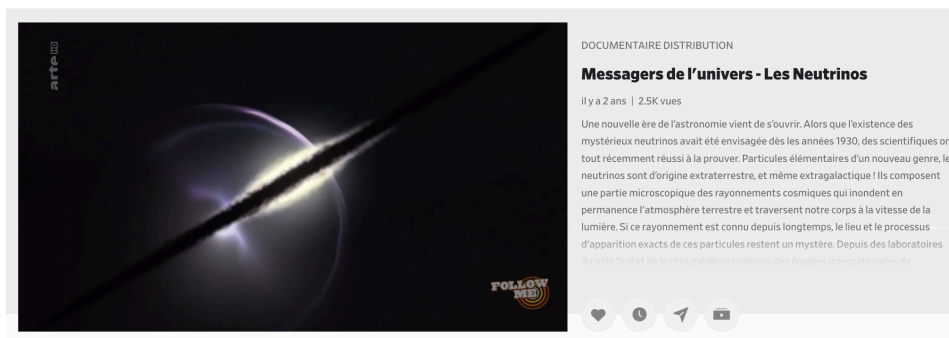 arte HD
FOLLOW
ME
DOCUMENTAIRE DISTRIBUTION
Messagers de l'univers - Les Neutrinos
il y a 2 ans | 2.5K vues
Une nouvelle ère de l'astronomie vient de s'ouvrir. Alors que l'existence des
mystérieux neutrinos avait été envisagée dès les années 1930, des scientifiques
tout récemment réussi à la prouver. Particules élémentaires d'un nouveau genre,
neutrinos sont d'origine extraterrestre, et même extragalactique ! Ils composent
une partie microscopique des rayonnements cosmiques qui inondent en
permanence l'atmosphère terrestre et traversent notre corps à la vitesse de la
lumière. Si ce rayonnement est connu depuis longtemps, le lieu et le processus
d'apparition exacts de ces particules restent un mystère. Depuis des laboratoires
du pôle Sud et de la côte méditerranéenne, des équipes internationales de